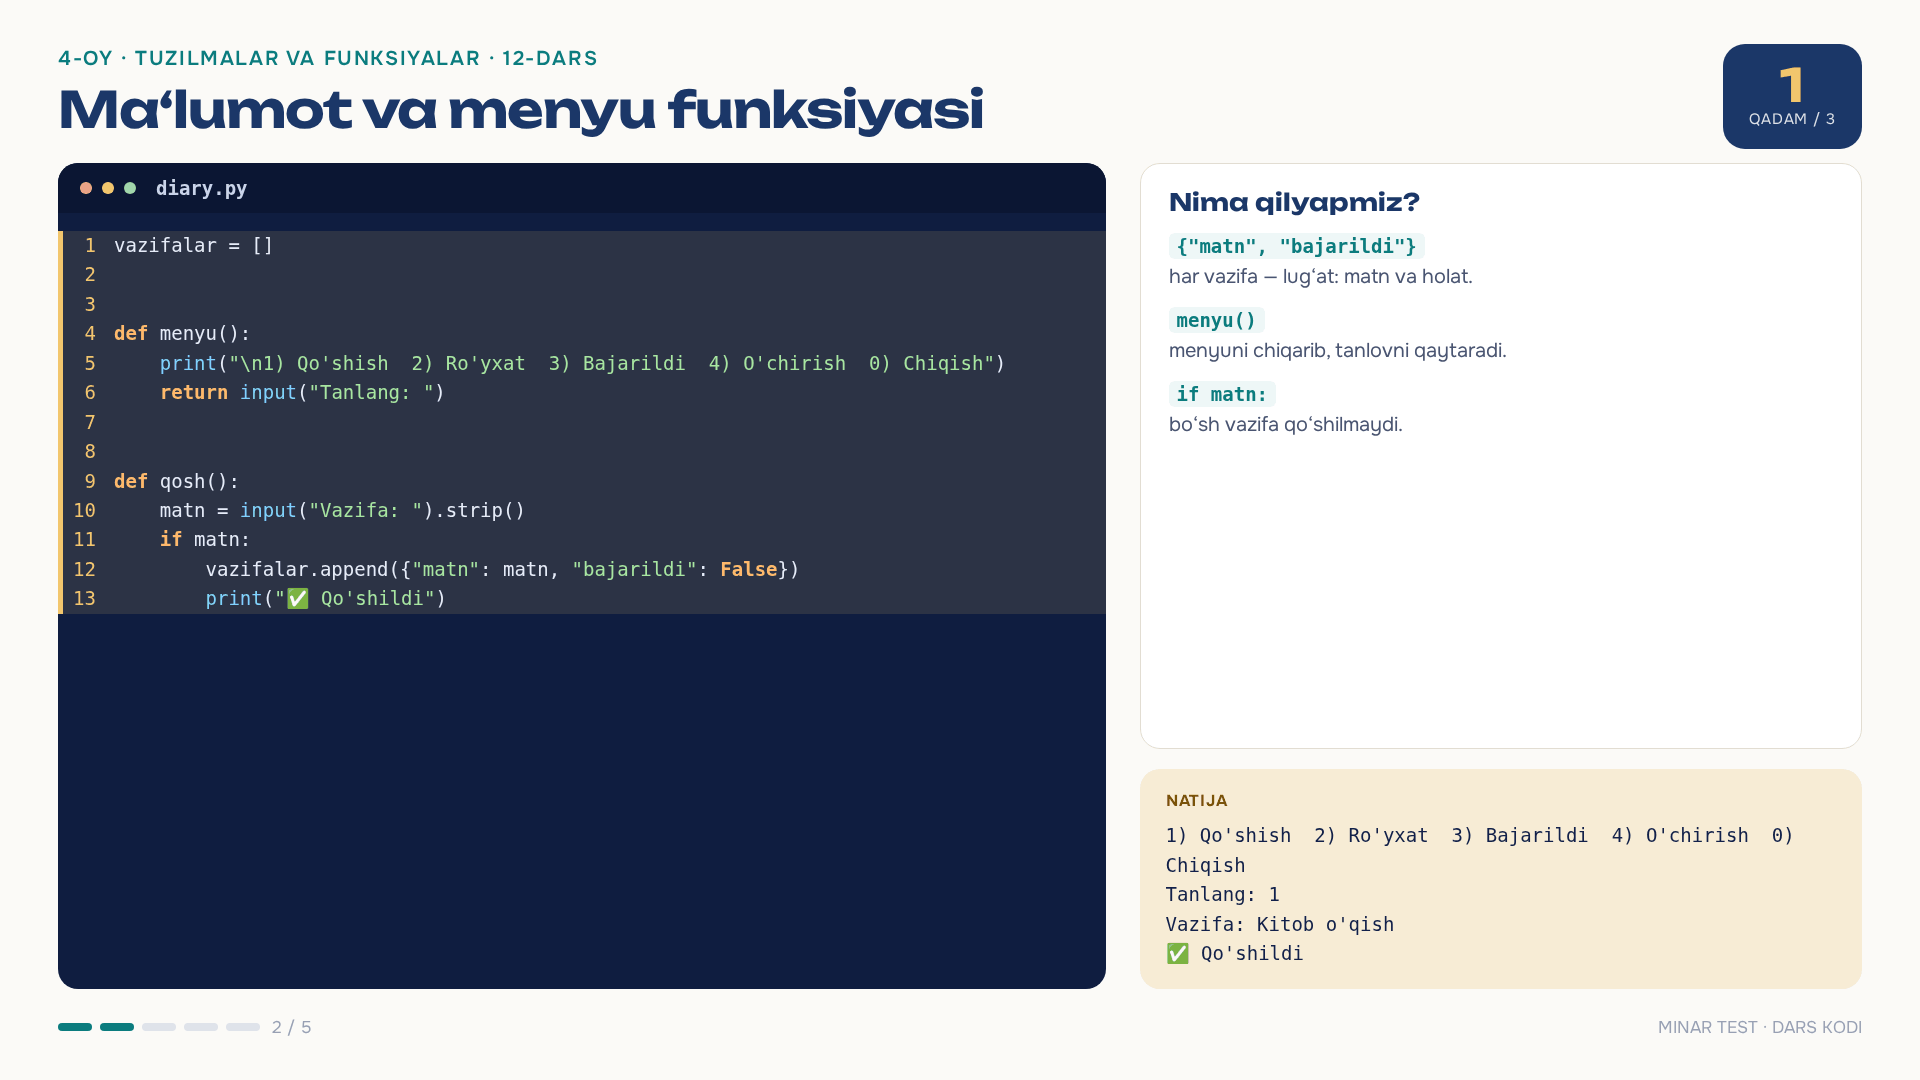 4-OY · TUZILMALAR VA FUNKSIYALAR · 12-DARS
Ma‘lumot va menyu funksiyasi
1
QADAM / 3
diary.py
1 vazifalar = []
2
3
4 def menyu():
5     print("\n1) Qo'shish  2) Ro'yxat  3) Bajarildi  4) O'chirish  0) Chiqish")
6     return input("Tanlang: ")
7
8
9 def qosh():
10     matn = input("Vazifa: ").strip()
11     if matn:
12         vazifalar.append({"matn": matn, "bajarildi": False})
13         print("✅ Qo'shildi")
Nima qilyapmiz?
{"matn", "bajarildi"}
har vazifa — lug‘at: matn va holat.
menyu()
menyuni chiqarib, tanlovni qaytaradi.
if matn:
bo‘sh vazifa qo‘shilmaydi.
NATIJA
1) Qo'shish  2) Ro'yxat  3) Bajarildi  4) O'chirish  0)
Chiqish
Tanlang: 1
Vazifa: Kitob o'qish
✅ Qo'shildi
2 / 5
MINAR TEST · DARS KODI